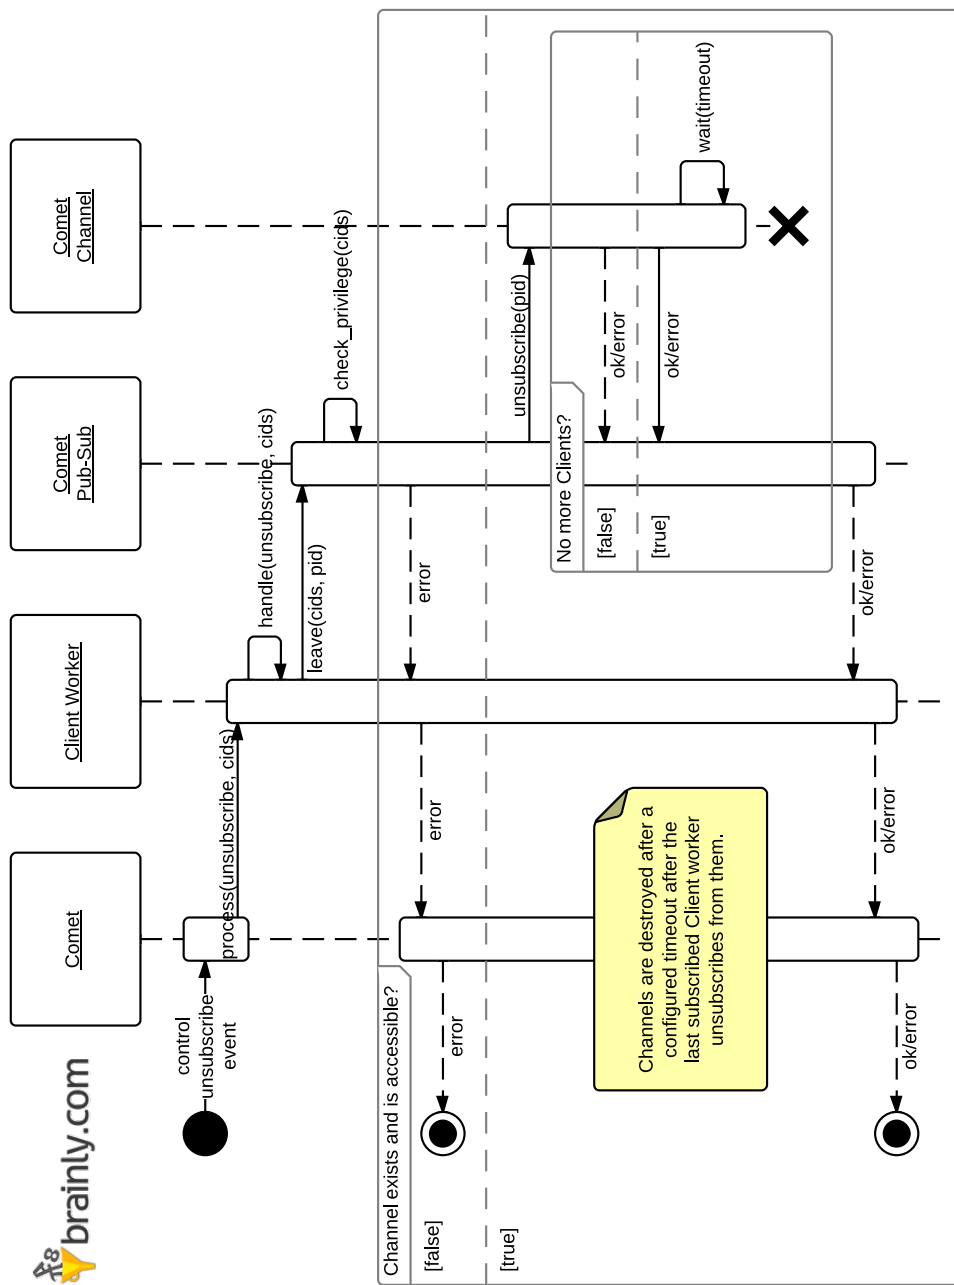 brainly.com
Comet
Client Worker
Comet
Pub-Sub
Comet
Channel
control
unsubscribe
event
process(unsubscribe, cids)
handle(unsubscribe, cids)
leave(cids, pid)
check_privilege(cids)
Channel exists and is accessible?
[false]
error
error
error
[true]
unsubscribe(pid)
No more Clients?
[false]
ok/error
[true]
ok/error
wait(timeout)
Channels are destroyed after a
configured timeout after the
last subscribed Client worker
unsubscribes from them.
ok/error
ok/error
ok/error